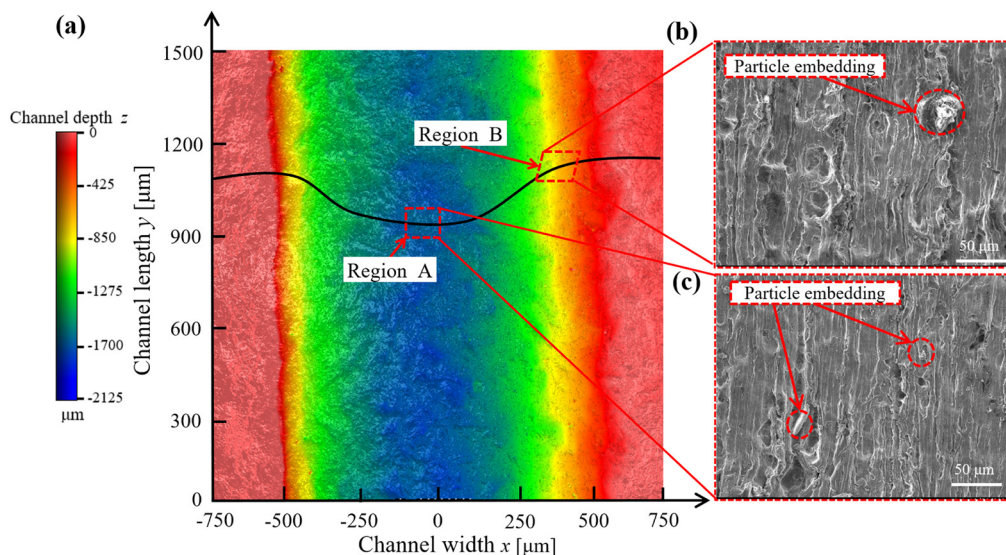 (a)
Channel depth z
0
-425
-850
-1275
-1700
-2125
μm
Channel length y [μm]
1500
1200
900
600
300
0
Region B
Region A
-750
-500
-250
0
250
500
750
Channel width x [μm]
(b)
Particle embedding
50 μm
(c)
Particle embedding
50 μm